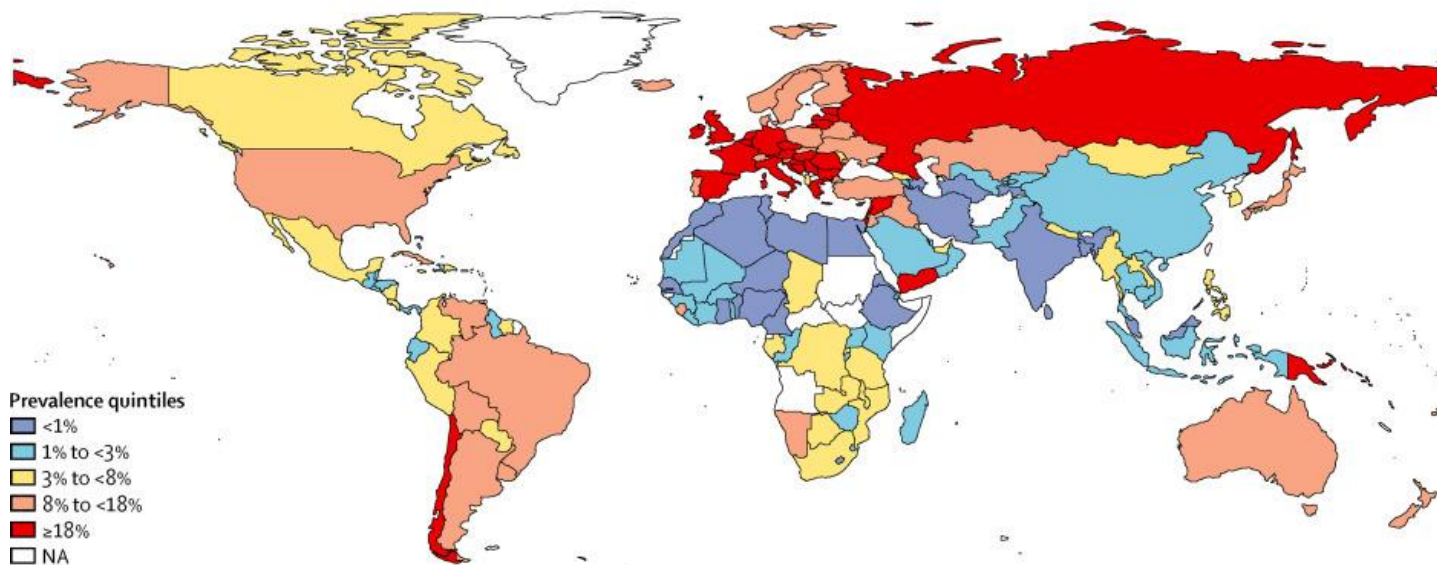 Prevalence quintiles
<1%
1% to <3%
3% to <8%
8% to <18%
≥18%
NA